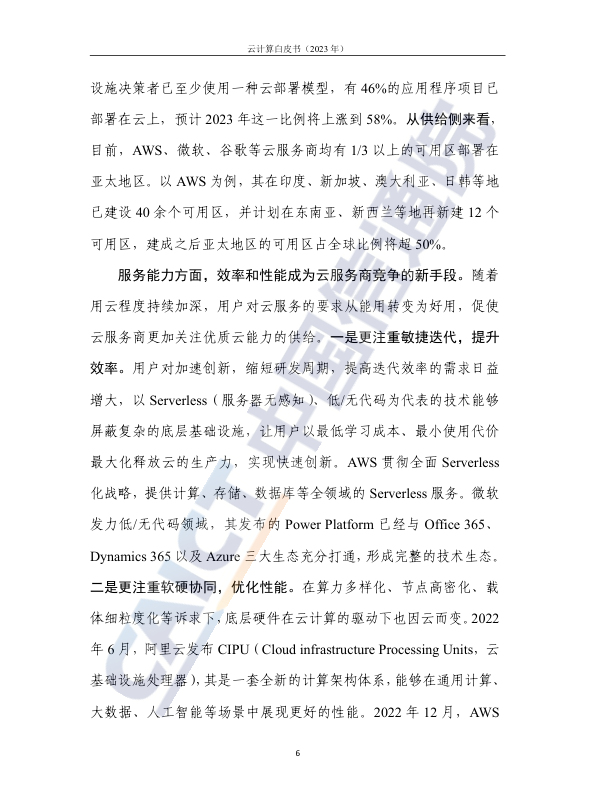 云计算白皮书（2023 年）
设施决策者已至少使用一种云部署模型，有 46%的应用程序项目已
部署在云上，预计 2023 年这一比例将上涨到 58%。从供给侧来看，
目前，AWS、微软、谷歌等云服务商均有 1/3 以上的可用区部署在
亚太地区。以 AWS 为例，其在印度、新加坡、澳大利亚、日韩等地
已建设 40 余个可用区，并计划在东南亚、新西兰等地再新建 12 个
可用区，建成之后亚太地区的可用区占全球比例将超 50%。
服务能力方面，效率和性能成为云服务商竞争的新手段。随着
用云程度持续加深，用户对云服务的要求从能用转变为好用，促使
云服务商更加关注优质云能力的供给。一是更注重敏捷迭代，提升
效率。用户对加速创新，缩短研发周期，提高迭代效率的需求日益
增大，以 Serverless（服务器无感知）、低/无代码为代表的技术能够
屏蔽复杂的底层基础设施，让用户以最低学习成本、最小使用代价
最大化释放云的生产力，实现快速创新。AWS 贯彻全面 Serverless
化战略，提供计算、存储、数据库等全领域的 Serverless 服务。微软
发力低/无代码领域，其发布的 Power Platform 已经与 Office 365、
Dynamics 365 以及 Azure 三大生态充分打通，形成完整的技术生态。
二是更注重软硬协同，优化性能。在算力多样化、节点高密化、载
体细粒度化等诉求下，底层硬件在云计算的驱动下也因云而变。2022
年 6 月，阿里云发布 CIPU（Cloud infrastructure Processing Units，云
基础设施处理器），其是一套全新的计算架构体系，能够在通用计算、
大数据、人工智能等场景中展现更好的性能。2022 年 12 月，AWS
6
CAICT 中国信通院